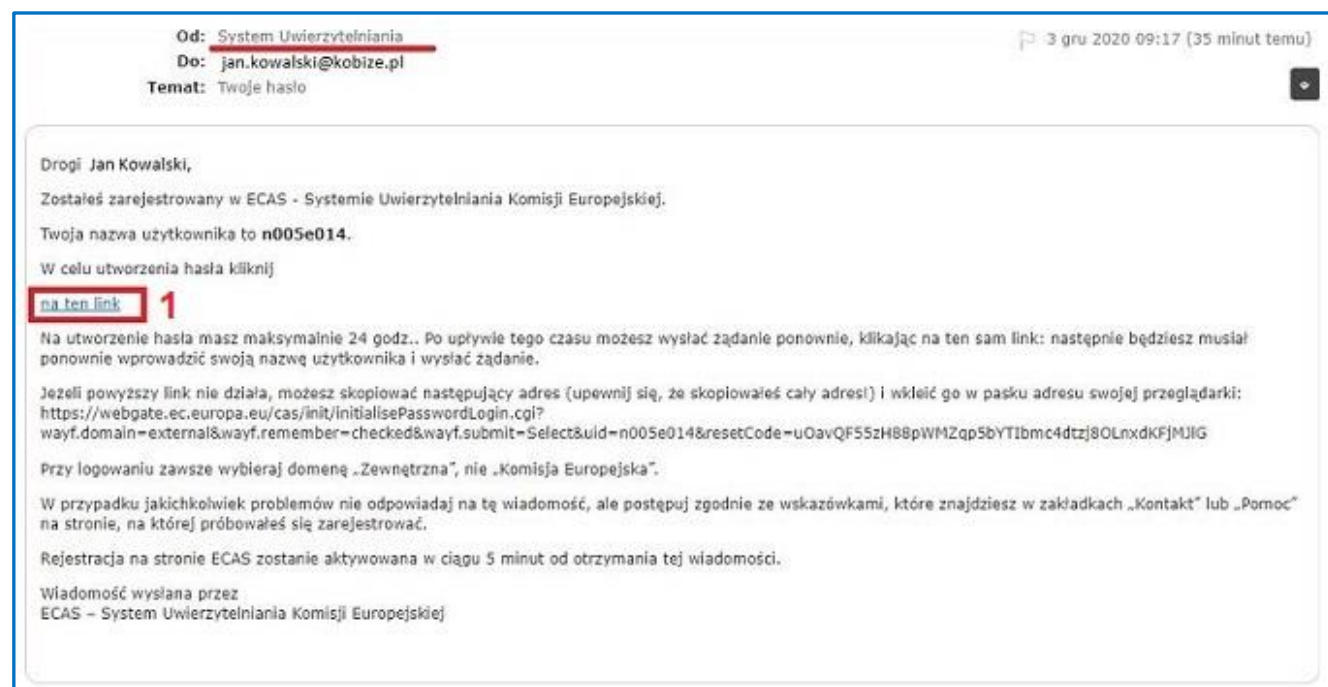 Od: System Uwierzytelniania
3 gru 2020 09:17 (35 minut temu)
Do: jan.kowalski@kobize.pl
Temat: Twoje hasło
Drogi Jan Kowalski,
Zostałeś zarejestrowany w ECAS - Systemie Uwierzytelniania Komisji Europejskiej.
Twoja nazwa użytkownika to n005e014.
W celu utworzenia hasła kliknij
na ten link 1
Na utworzenie hasła masz maksymalnie 24 godz.. Po upływie tego czasu możesz wysłać żądanie ponownie, klikając na ten sam link: następnie będziesz musiał
ponownie wprowadzić swoją nazwę użytkownika i wysłać żądanie.
Jeżeli powyższy link nie działa, możesz skopiować następujący adres (upewnij się, że skopiowałeś cały adres!) i wkleić go w pasku adresu swojej przeglądarki:
https://webgate.ec.europa.eu/cas/init/initialisePasswordLogin.cgi?
wayf.domain=external&wayf.remember=checked&wayf.submit=Select&uid=n005e014&resetCode=uOavQF55zH88pWMZqp5bYTIbmc4dtzj8OLnxdKFjMJlG
Przy logowaniu zawsze wybieraj domenę „Zewnętrzna”, nie „Komisja Europejska”.
W przypadku jakichkolwiek problemów nie odpowiadaj na tę wiadomość, ale postępuj zgodnie ze wskazówkami, które znajdziesz w zakładkach „Kontakt” lub „Pomoc”
na stronie, na której próbowałeś się zarejestrować.
Rejestracja na stronie ECAS zostanie aktywowana w ciągu 5 minut od otrzymania tej wiadomości.
Wiadomość wysłana przez
ECAS – System Uwierzytelniania Komisji Europejskiej